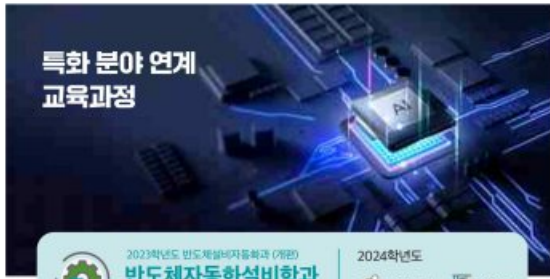 특화 분야 연계
교육과정
AI
2023학년도 반도체설비자동화과 (개편)
반도체자동화설비학과
2024학년도